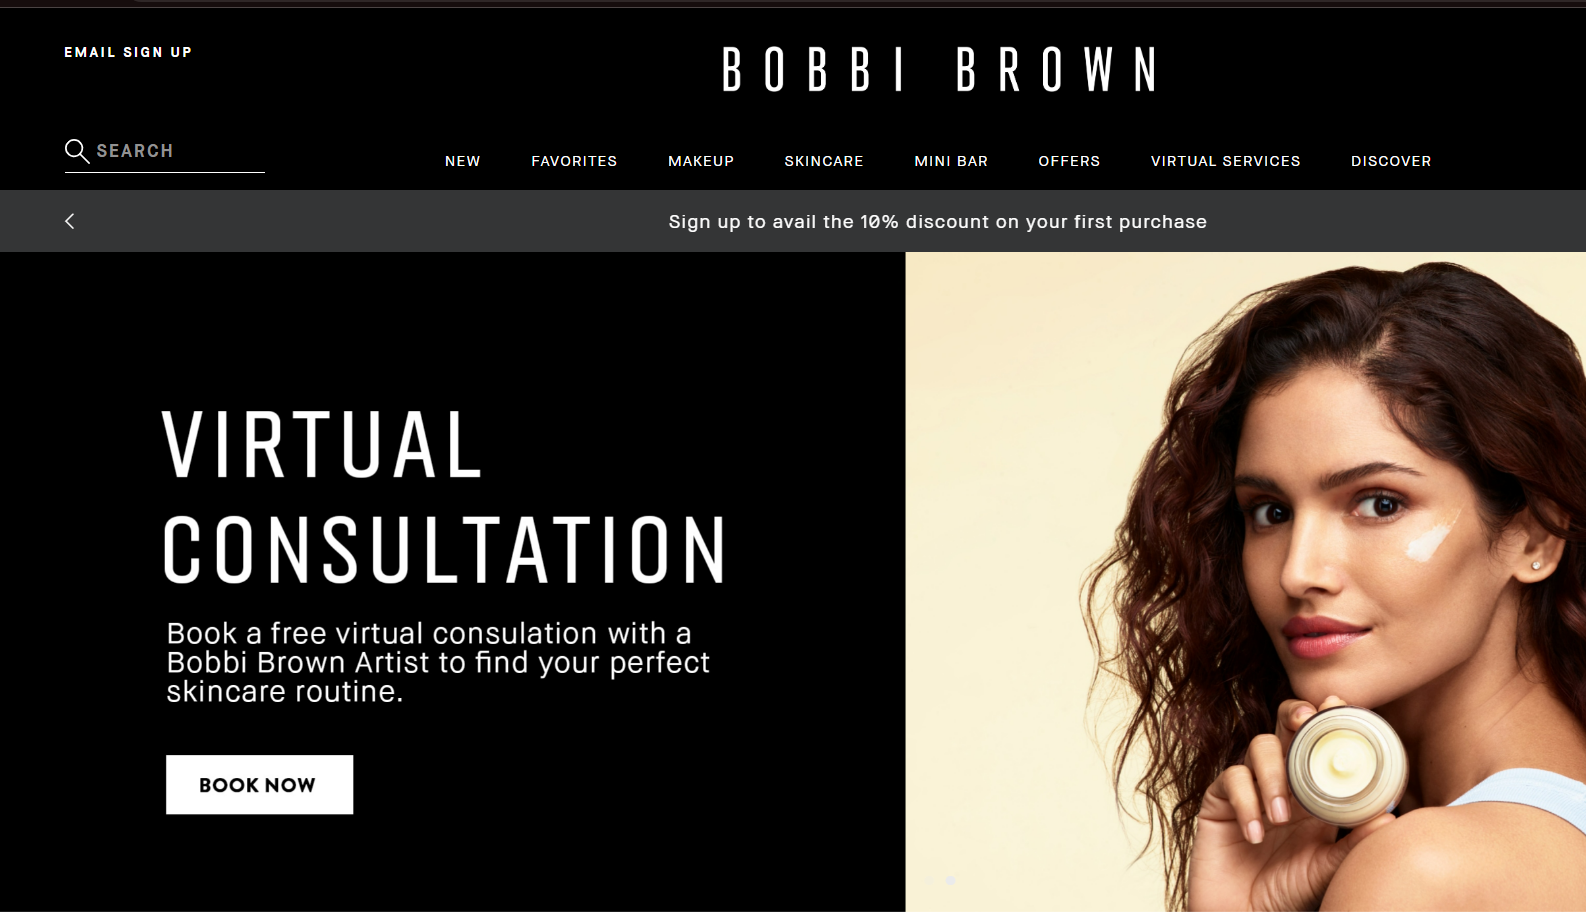 EMAIL SIGN UP
BOBBI BROWN
SEARCH
NEW FAVORITES MAKEUP SKINCARE MINI BAR OFFERS VIRTUAL SERVICES DISCOVER
Sign up to avail the 10% discount on your first purchase
VIRTUAL
CONSULTATION
Book a free virtual consulation with a
Bobbi Brown Artist to find your perfect
skincare routine.
BOOK NOW